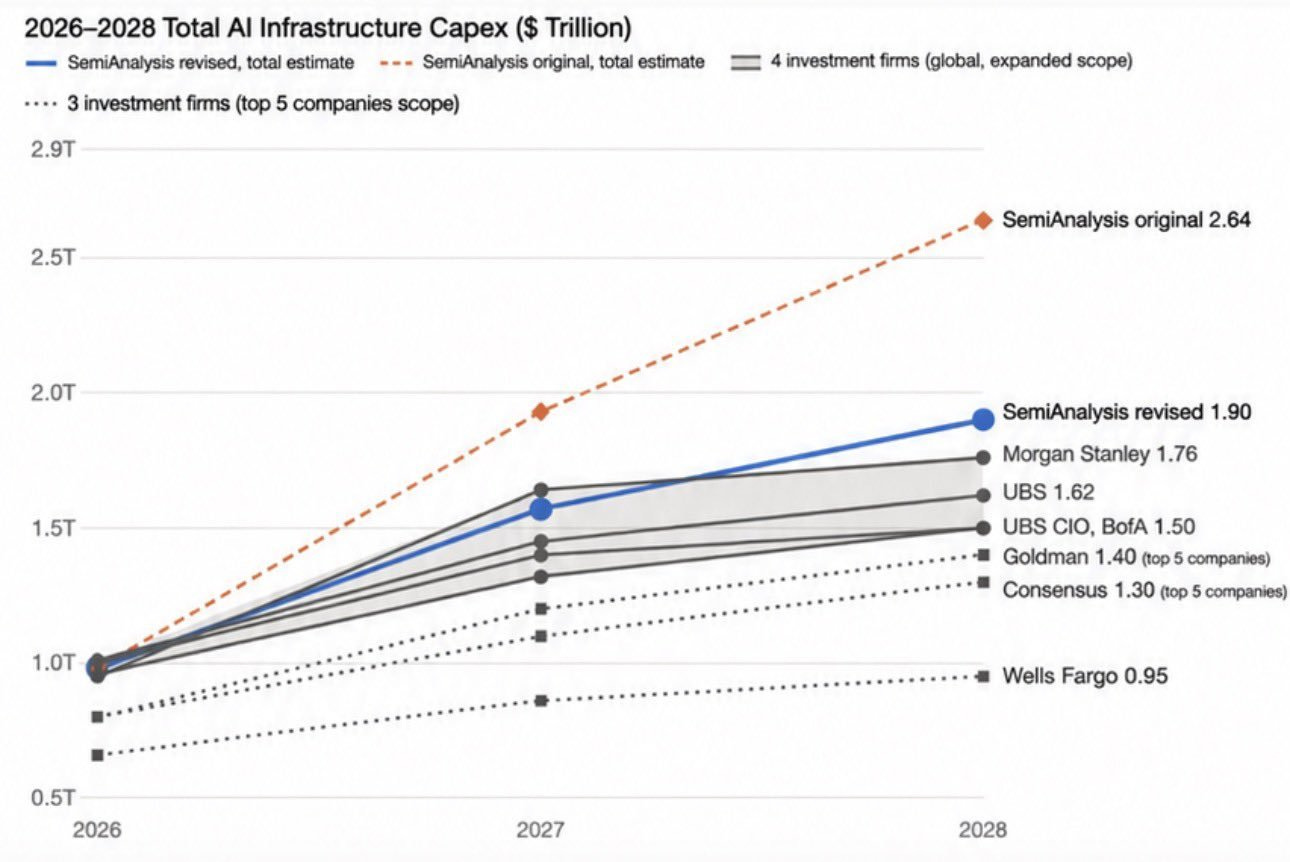 2026–2028 Total AI Infrastructure Capex ($ Trillion)
SemiAnalysis revised, total estimate
SemiAnalysis original, total estimate
4 investment firms (global, expanded scope)
3 investment firms (top 5 companies scope)
2.9T
SemiAnalysis original 2.64
2.5T
2.0T
SemiAnalysis revised 1.90
Morgan Stanley 1.76
UBS 1.62
1.5T
UBS CIO, BofA 1.50
Goldman 1.40 (top 5 companies)
Consensus 1.30 (top 5 companies)
1.0T
Wells Fargo 0.95
0.5T
2026
2027
2028